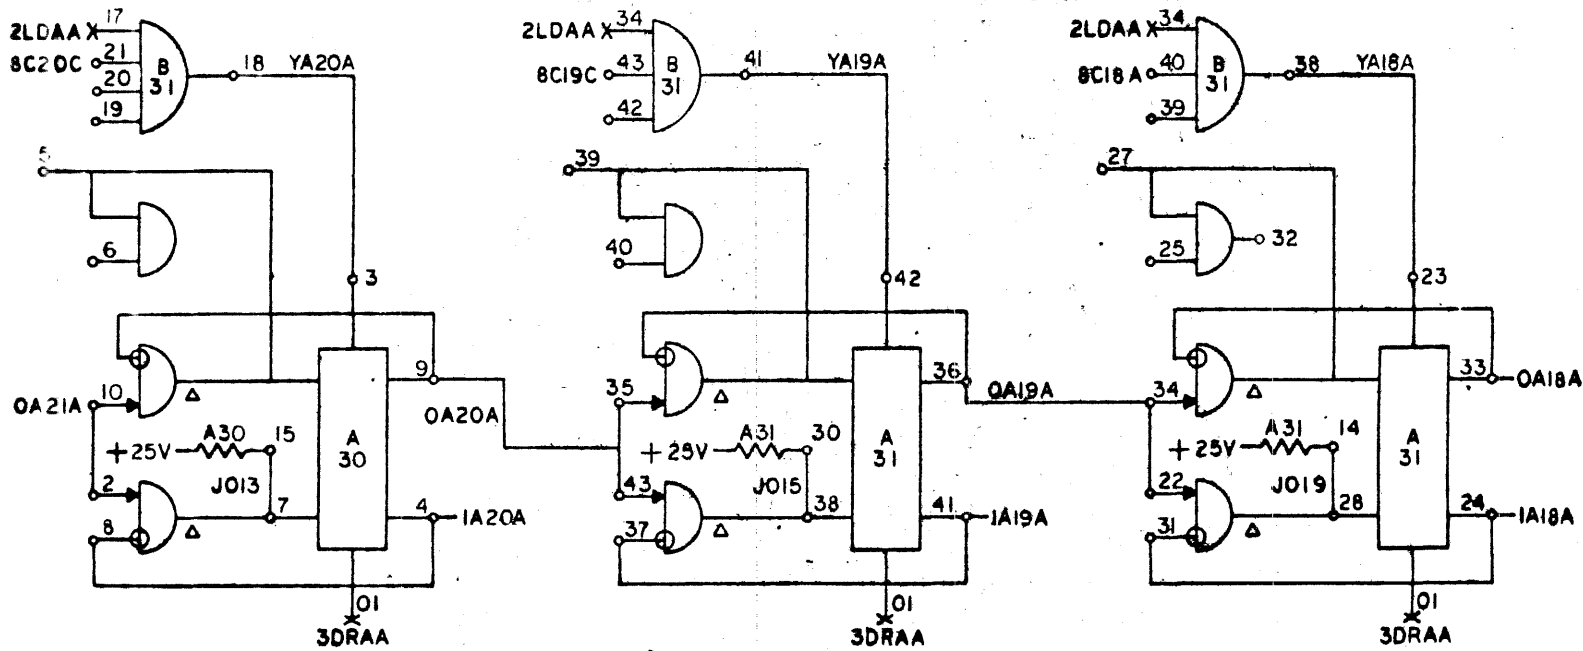 2LDAA 17
8C20C 21
20
19
B
31
18 YA20A
5
6
3
0A21A 10
2
8
+25V A30 15
J013
7
A
30
9
0A20A
4 1A20A
01
3DRAA
2LDAA 34
8C19C 43
42
B
31
41 YA19A
39
40
42
35
43
37
+25V A31 30
J015
38
A
31
36
0A19A
41 1A19A
01
3DRAA
2LDAA 34
8C18A 40
39
B
31
38 YA18A
27
25
32
23
34
22
31
+25V A31 14
J019
28
A
31
33 0A18A
24 1A18A
01
3DRAA